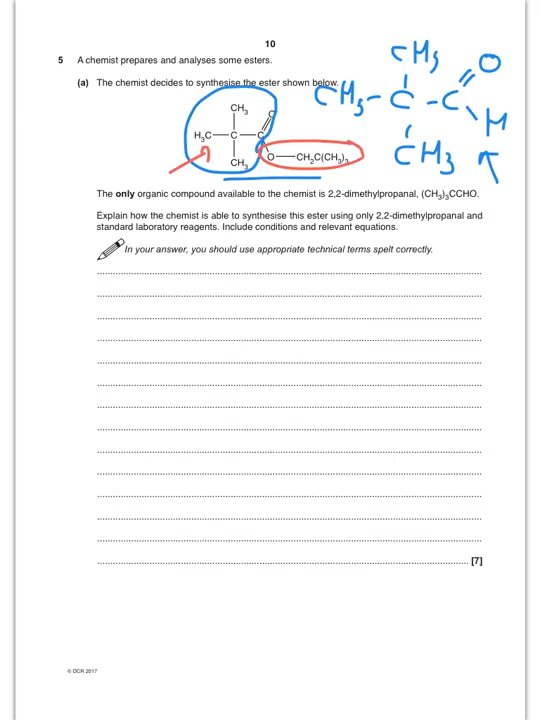 10
5 A chemist prepares and analyses some esters.
(a) The chemist decides to synthesise the ester shown below.
CH3
CH3
O
O
CH3
H3C C C
CH3 – C – C
H
CH3 O CH2C(CH3)3
CH3
The only organic compound available to the chemist is 2,2-dimethylpropanal, (CH3)3CCHO.
Explain how the chemist is able to synthesise this ester using only 2,2-dimethylpropanal and
standard laboratory reagents. Include conditions and relevant equations.
In your answer, you should use appropriate technical terms spelt correctly.
[7]
© OCR 2017